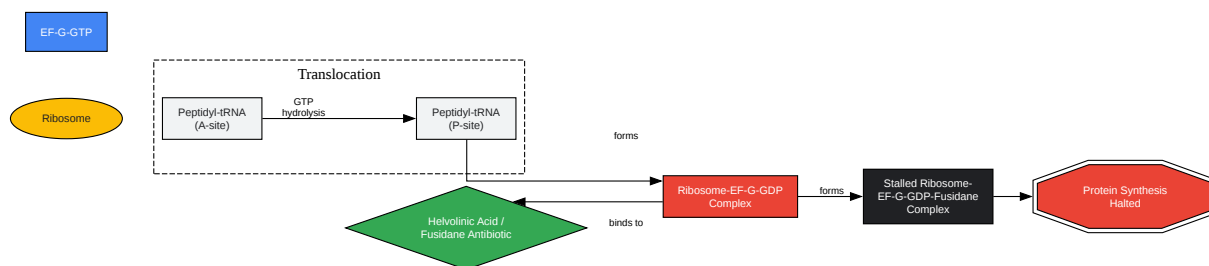 EF-G-GTP
Translocation
Peptidyl-tRNA
(A-site)
GTP
hydrolysis
Peptidyl-tRNA
(P-site)
Ribosome
forms
Ribosome-EF-G-GDP
Complex
forms
Stalled Ribosome-
EF-G-GDP-Fusidane
Complex
Protein Synthesis
Halted
Helvolinic Acid /
Fusidane Antibiotic
binds to